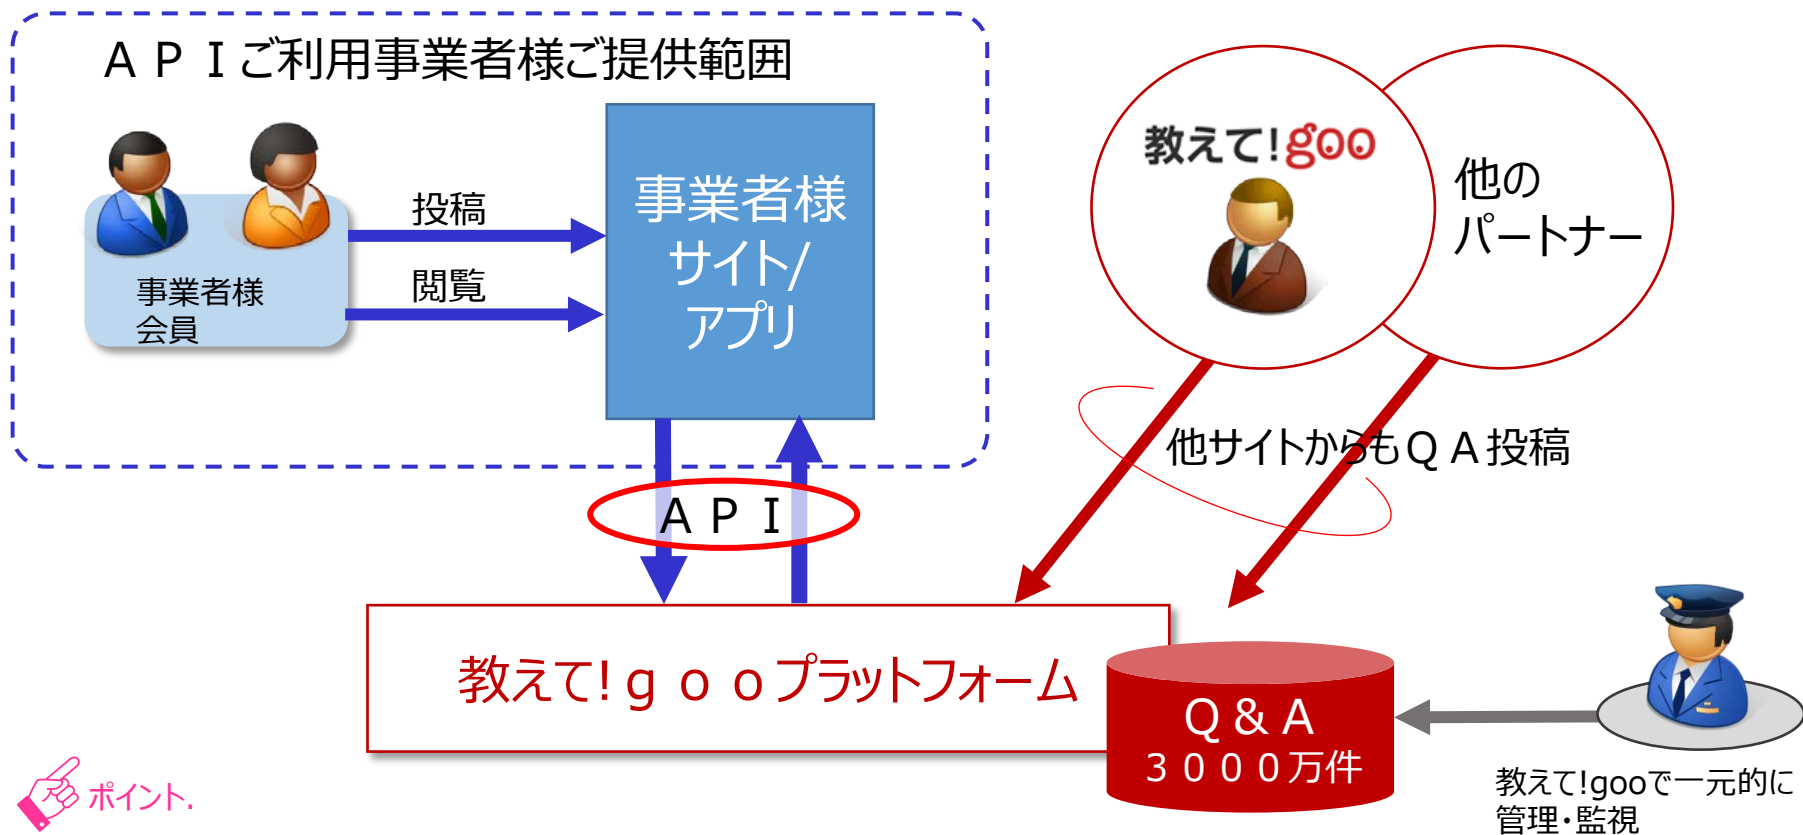 ＡＰＩご利用事業者様ご提供範囲
投稿
閲覧
事業者様
会員
事業者様
サイト/
アプリ
教えて!goo
他の
パートナー
他サイトからもＱＡ投稿
ＡＰＩ
教えて!ｇｏｏプラットフォーム
Ｑ＆Ａ
３０００万件
教えて!gooで一元的に
管理・監視
ポイント.